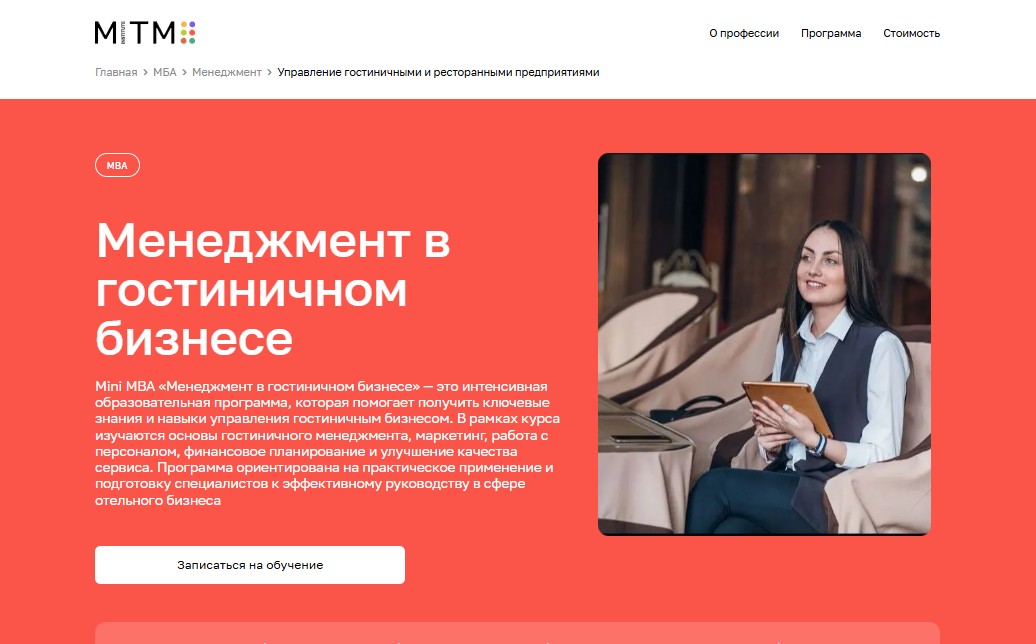 MITM INSTITUTE
О профессии Программа Стоимость
Главная > МБА > Менеджмент > Управление гостиничными и ресторанными предприятиями
MBA
Менеджмент в
гостиничном
бизнесе
Mini MBA «Менеджмент в гостиничном бизнесе» — это интенсивная
образовательная программа, которая помогает получить ключевые
знания и навыки управления гостиничным бизнесом. В рамках курса
изучаются основы гостиничного менеджмента, маркетинг, работа с
персоналом, финансовое планирование и улучшение качества
сервиса. Программа ориентирована на практическое применение и
подготовку специалистов к эффективному руководству в сфере
отельного бизнеса
Записаться на обучение